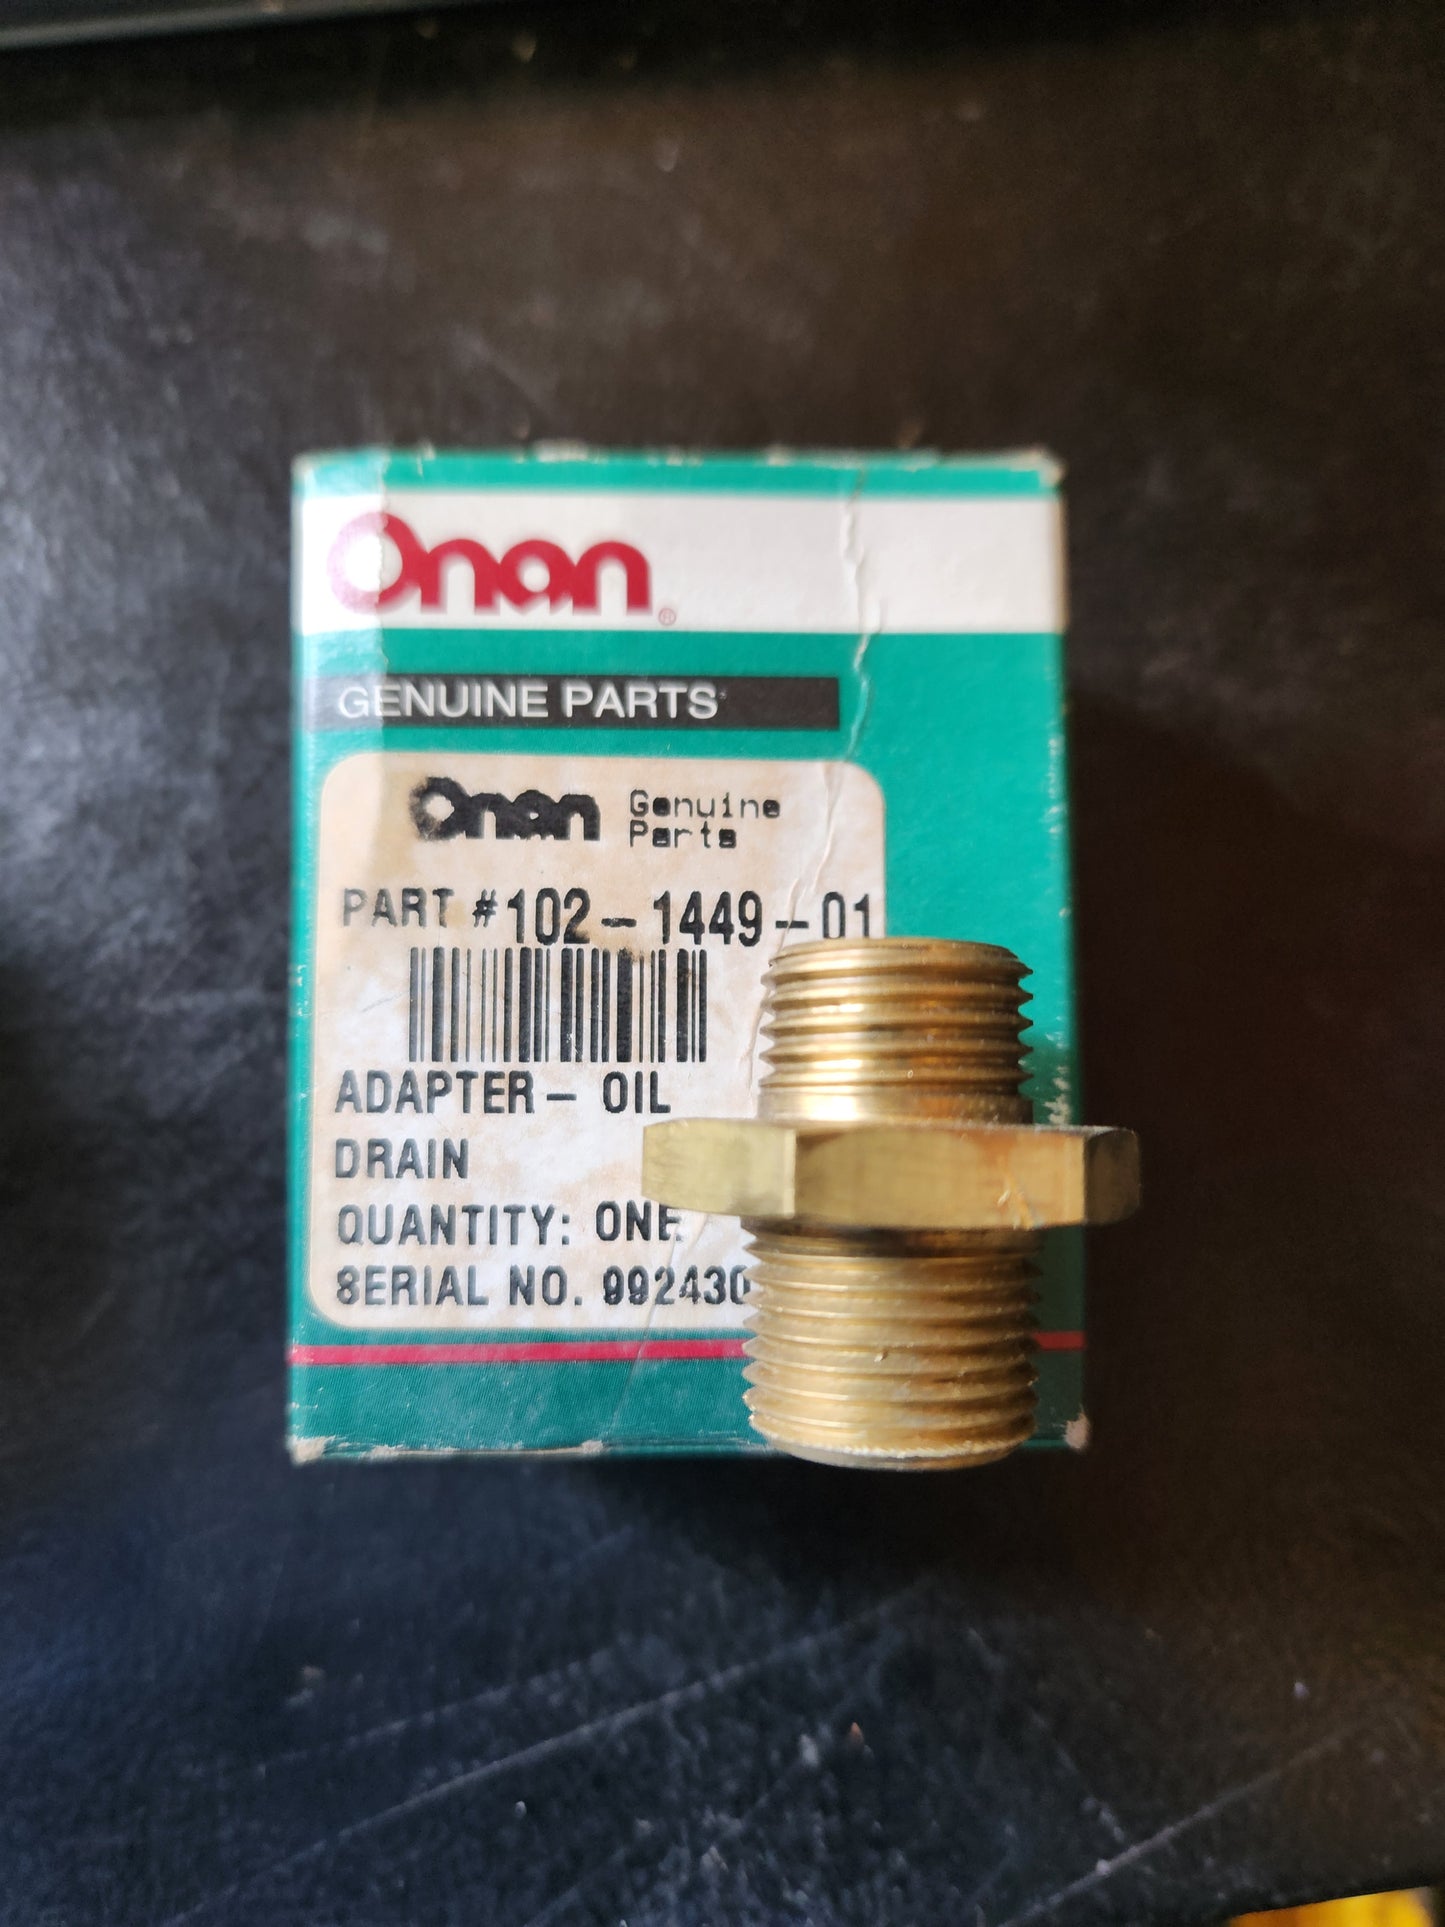 Onan®
GENUINE PARTS
Onan Genuine
Parts
PART #102-1449-01
ADAPTER- OIL
DRAIN
QUANTITY: ONE
SERIAL NO. 992430